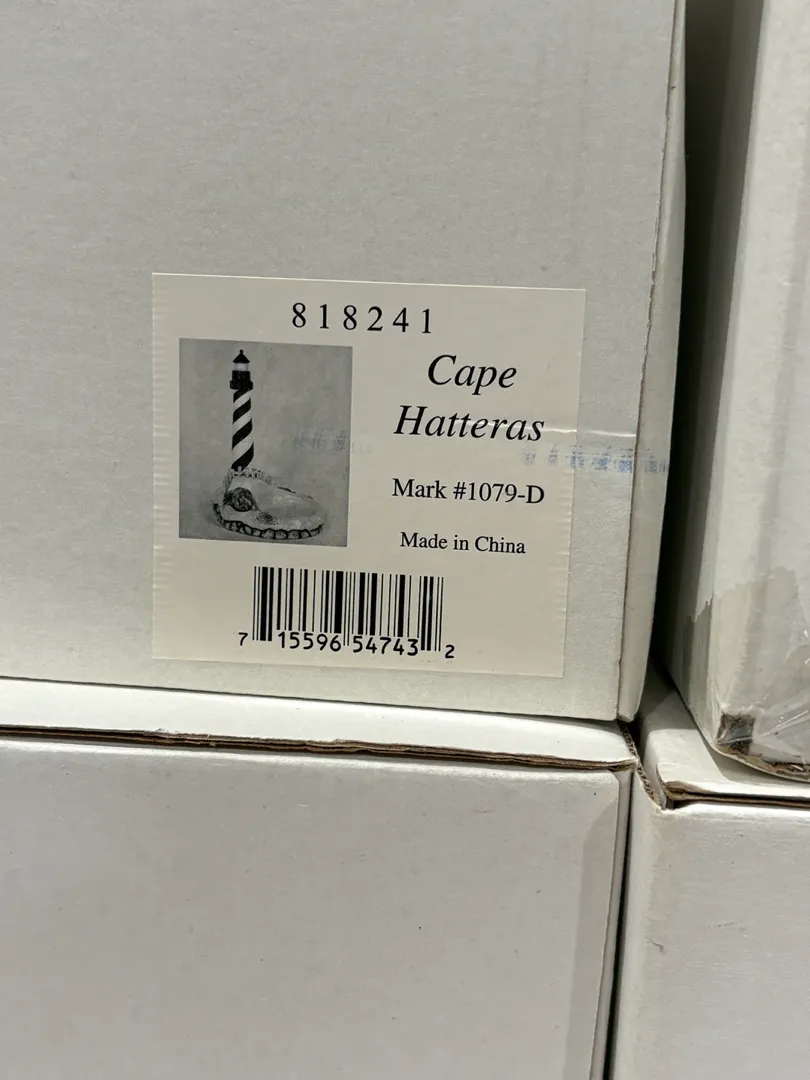 818241
Cape
Hatteras
Mark #1079-D
Made in China
7 15596 54743 2